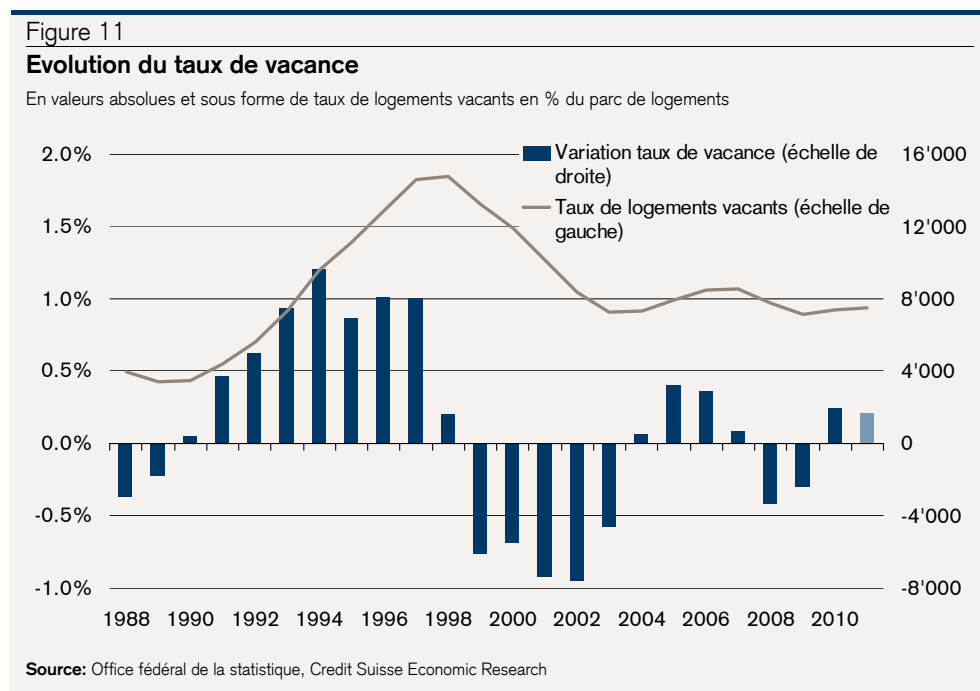 Figure 11
Evolution du taux de vacance
En valeurs absolues et sous forme de taux de logements vacants en % du parc de logements
2.0%
1.5%
1.0%
0.5%
0.0%
-0.5%
-1.0%
Variation taux de vacance (échelle de
droite)
Taux de logements vacants (échelle de
gauche)
16'000
12'000
8'000
4'000
0
-4'000
-8'000
1988 1990 1992 1994 1996 1998 2000 2002 2004 2006 2008 2010
Source: Office fédéral de la statistique, Credit Suisse Economic Research